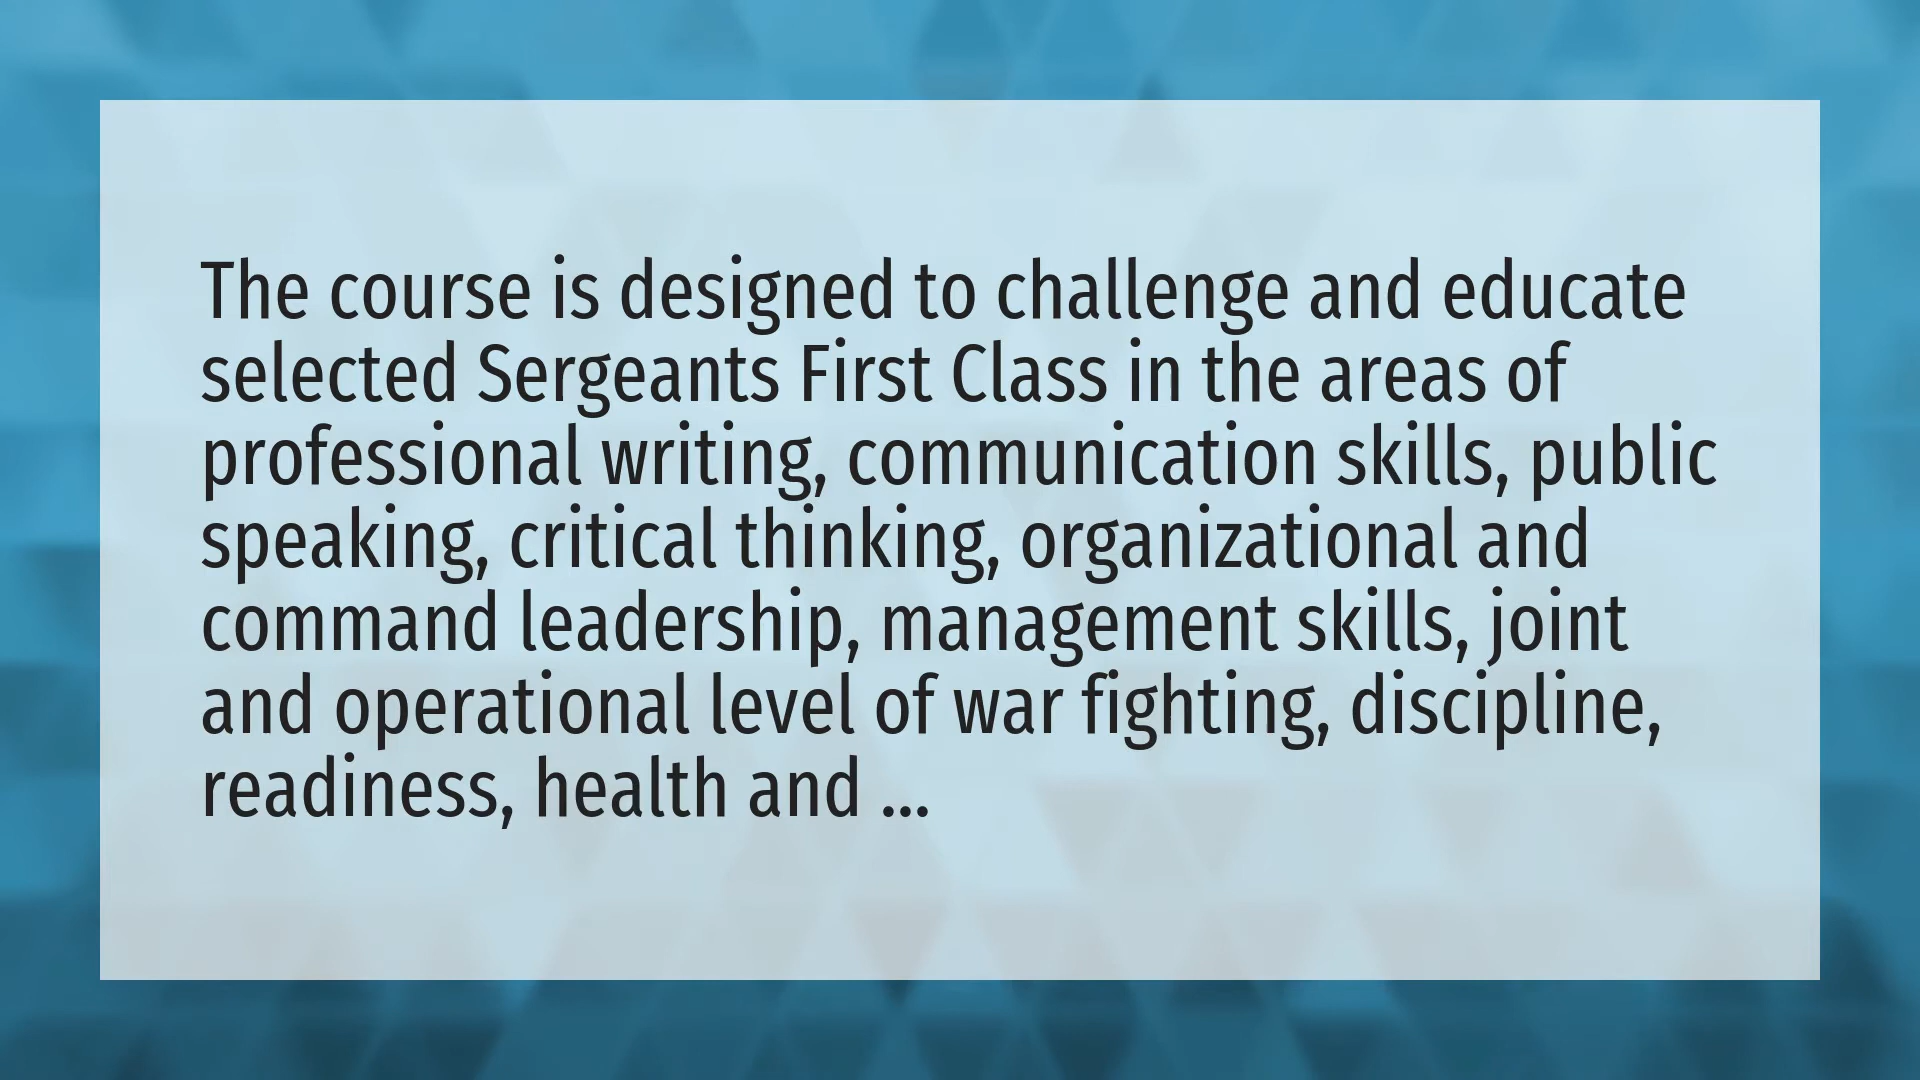 The course is designed to challenge and educate
selected Sergeants First Class in the areas of
professional writing, communication skills, public
speaking, critical thinking, organizational and
command leadership, management skills, joint
and operational level of war fighting, discipline,
readiness, health and ...